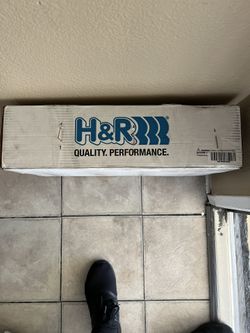 H&R
QUALITY. PERFORMANCE.